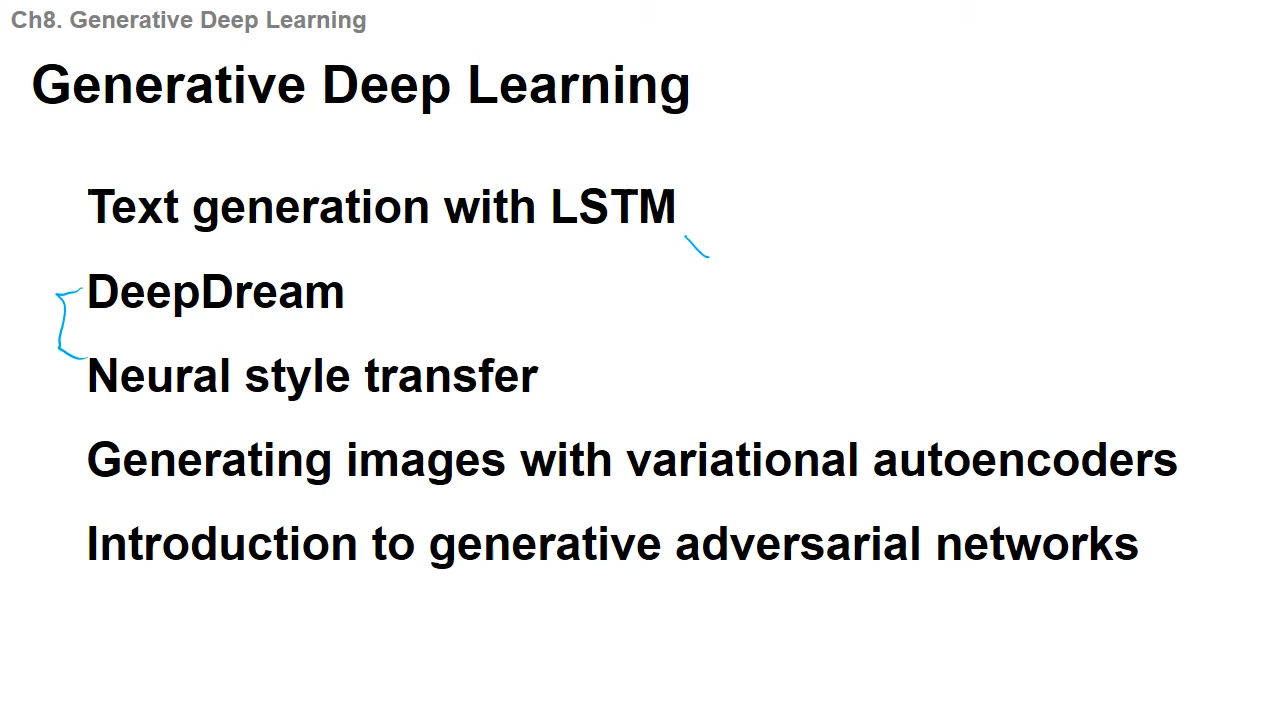 Ch8. Generative Deep Learning
Generative Deep Learning
Text generation with LSTM
DeepDream
Neural style transfer
Generating images with variational autoencoders
Introduction to generative adversarial networks